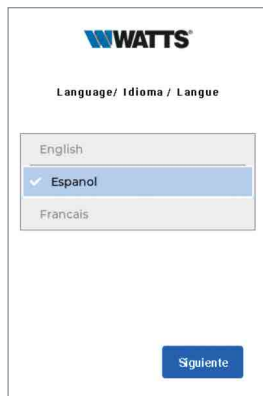 WATTS
Language/ Idioma / Langue
English
Espanol
Francais
Siguiente